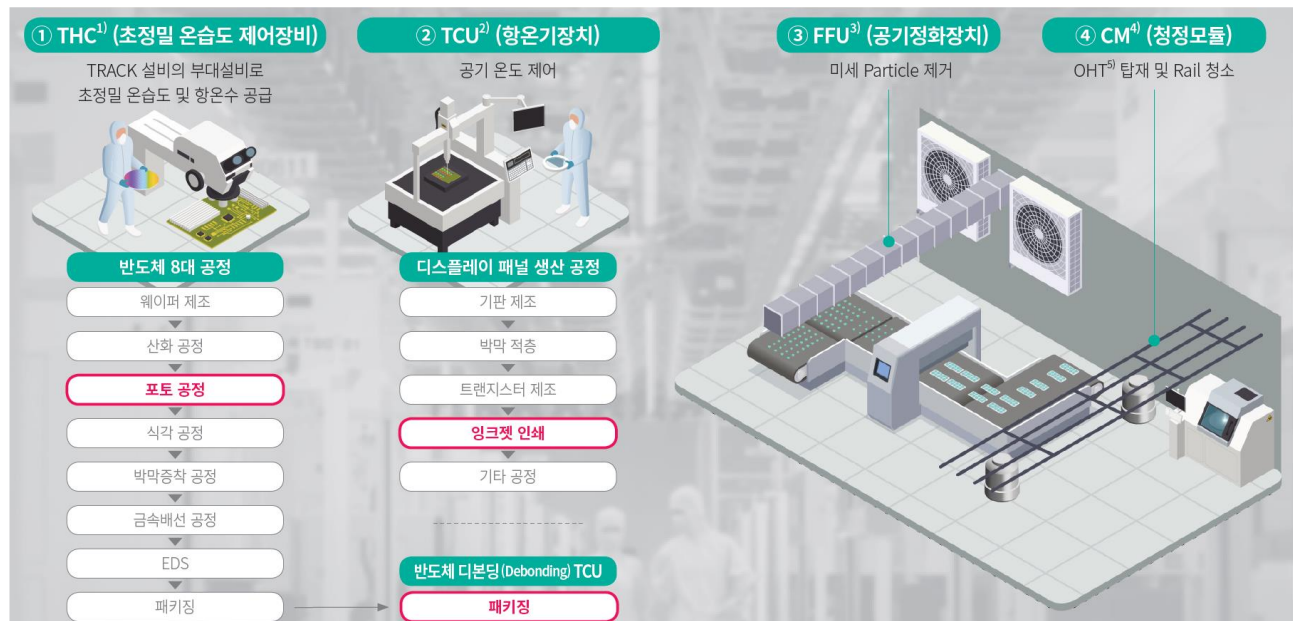 ① THC1) (초정밀 온습도 제어장비)
TRACK 설비의 부대설비로
초정밀 온습도 및 항온수 공급
반도체 8대 공정
웨이퍼 제조
산화 공정
포토 공정
식각 공정
박막증착 공정
금속배선 공정
EDS
패키징
② TCU2) (항온기장치)
공기 온도 제어
디스플레이 패널 생산 공정
기판 제조
박막 적층
트랜지스터 제조
잉크젯 인쇄
기타 공정
반도체 디본딩(Debonding) TCU
패키징
③ FFU3) (공기정화장치)
미세 Particle 제거
④ CM4) (청정모듈)
OHT5) 탑재 및 Rail 청소